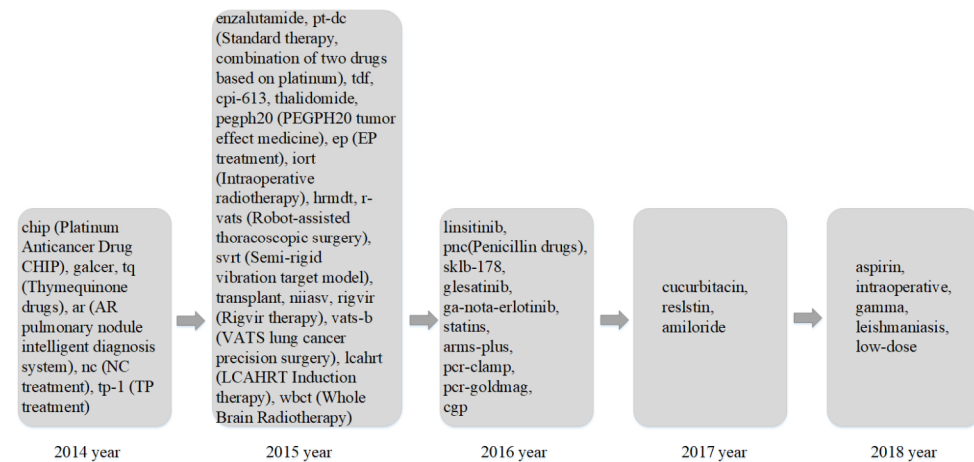 chip (Platinum
Anticancer Drug
CHIP), galcer, tq
(Thymequinone
drugs), ar (AR
pulmonary nodule
intelligent diagnosis
system), nc (NC
treatment), tp-1 (TP
treatment)
2014 year
enzalutamide, pt-dc
(Standard therapy,
combination of two drugs
based on platinum), tdf,
cpi-613, thalidomide,
pegph20 (PEGPH20 tumor
effect medicine), ep (EP
treatment), iort
(Intraoperative
radiotherapy), hrmdt, r-
vats (Robot-assisted
thoracoscopic surgery),
svrt (Semi-rigid
vibration target model),
transplant, niiasv, rigvir
(Rigvir therapy), vats-b
(VATS lung cancer
precision surgery), lcahrt
(LCAHRT Induction
therapy), wbct (Whole
Brain Radiotherapy)
2015 year
linsitinib,
pnc(Penicillin drugs),
sklb-178,
glesatinib,
ga-nota-erlotinib,
statins,
arms-plus,
pcr-clamp,
pcr-goldmag,
cgp
2016 year
cucurbitacin,
reslstin,
amiloride
2017 year
aspirin,
intraoperative,
gamma,
leishmaniasis,
low-dose
2018 year